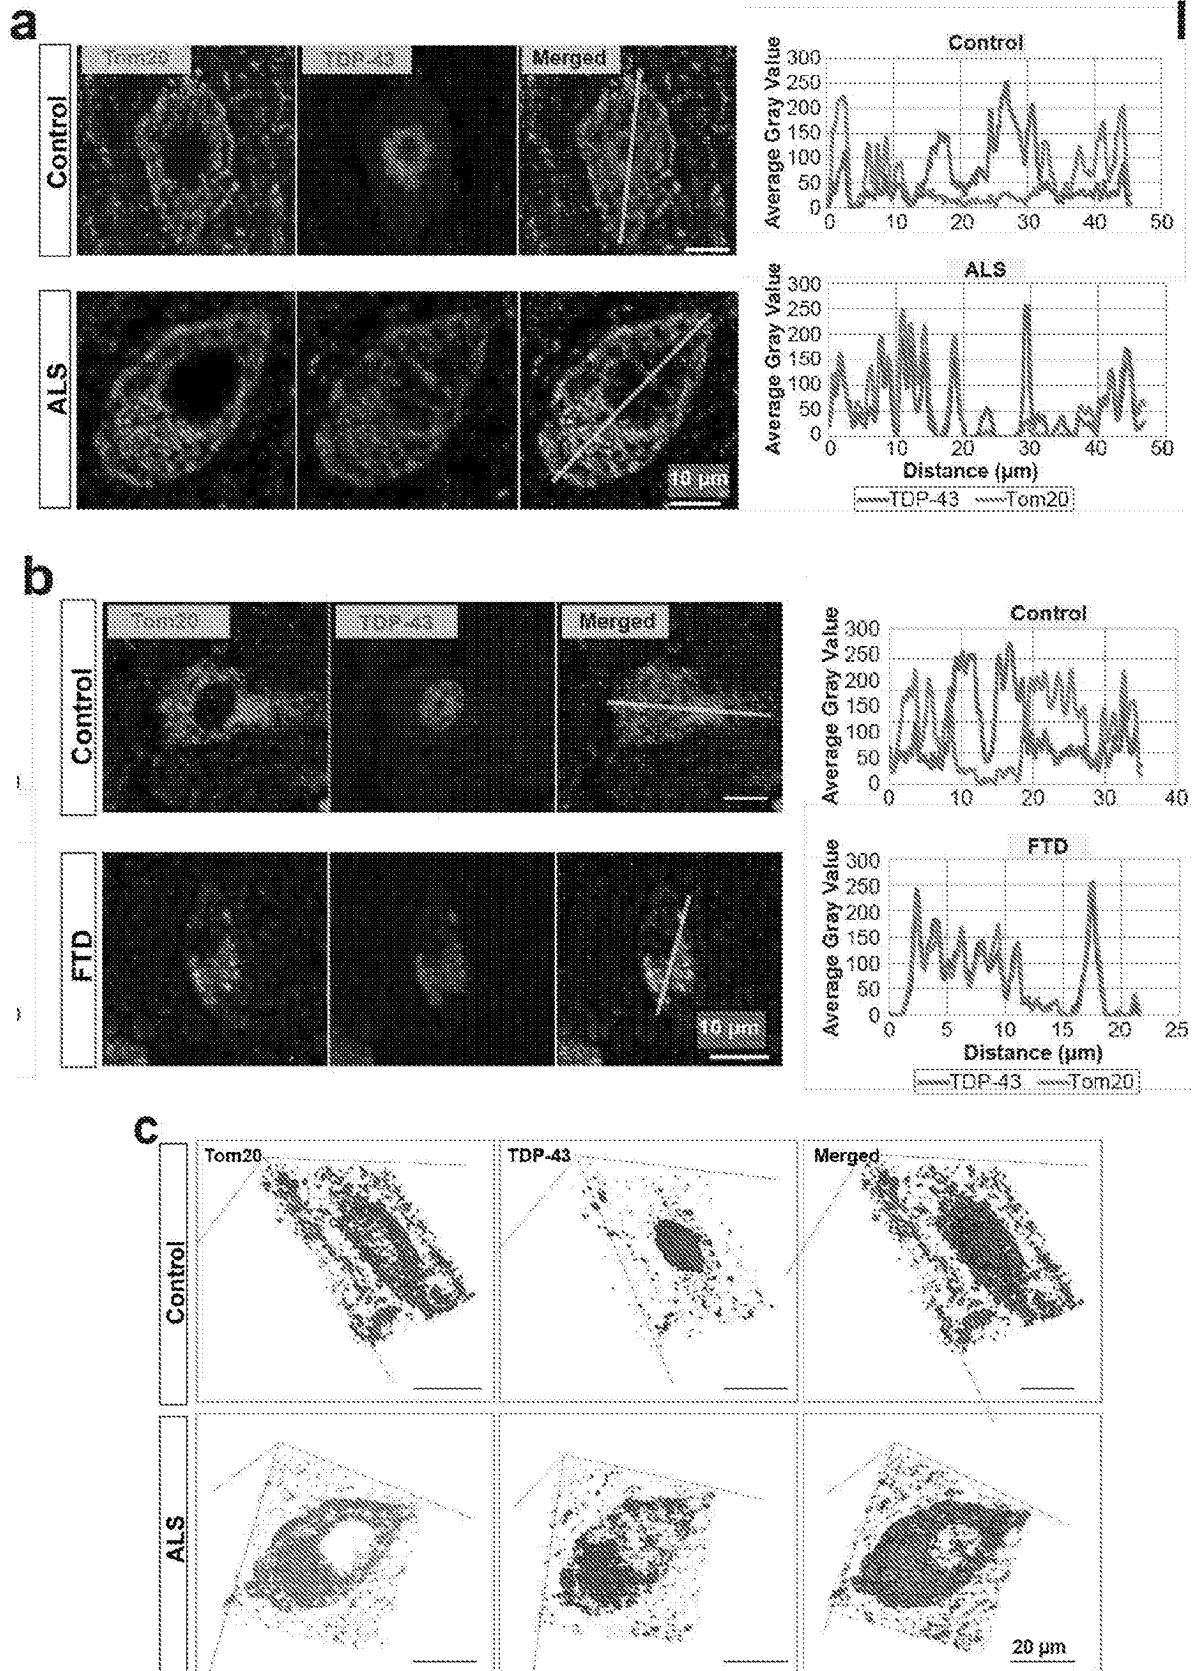 a
Control
Tom20
TDP-43
Merged
Control
Average Gray Value
300
250
200
150
100
50
0
0 10 20 30 40 50
ALS
10 µm
ALS
Average Gray Value
300
250
200
150
100
50
0
0 10 20 30 40 50
Distance (µm)
TDP-43 Tom20
b
Control
Tom20
TDP-43
Merged
Control
Average Gray Value
300
250
200
150
100
50
0
0 10 20 30 40
FTD
10 µm
FTD
Average Gray Value
300
250
200
150
100
50
0
0 5 10 15 20 25
Distance (µm)
TDP-43 Tom20
c
Control
Tom20
TDP-43
Merged
ALS
20 µm